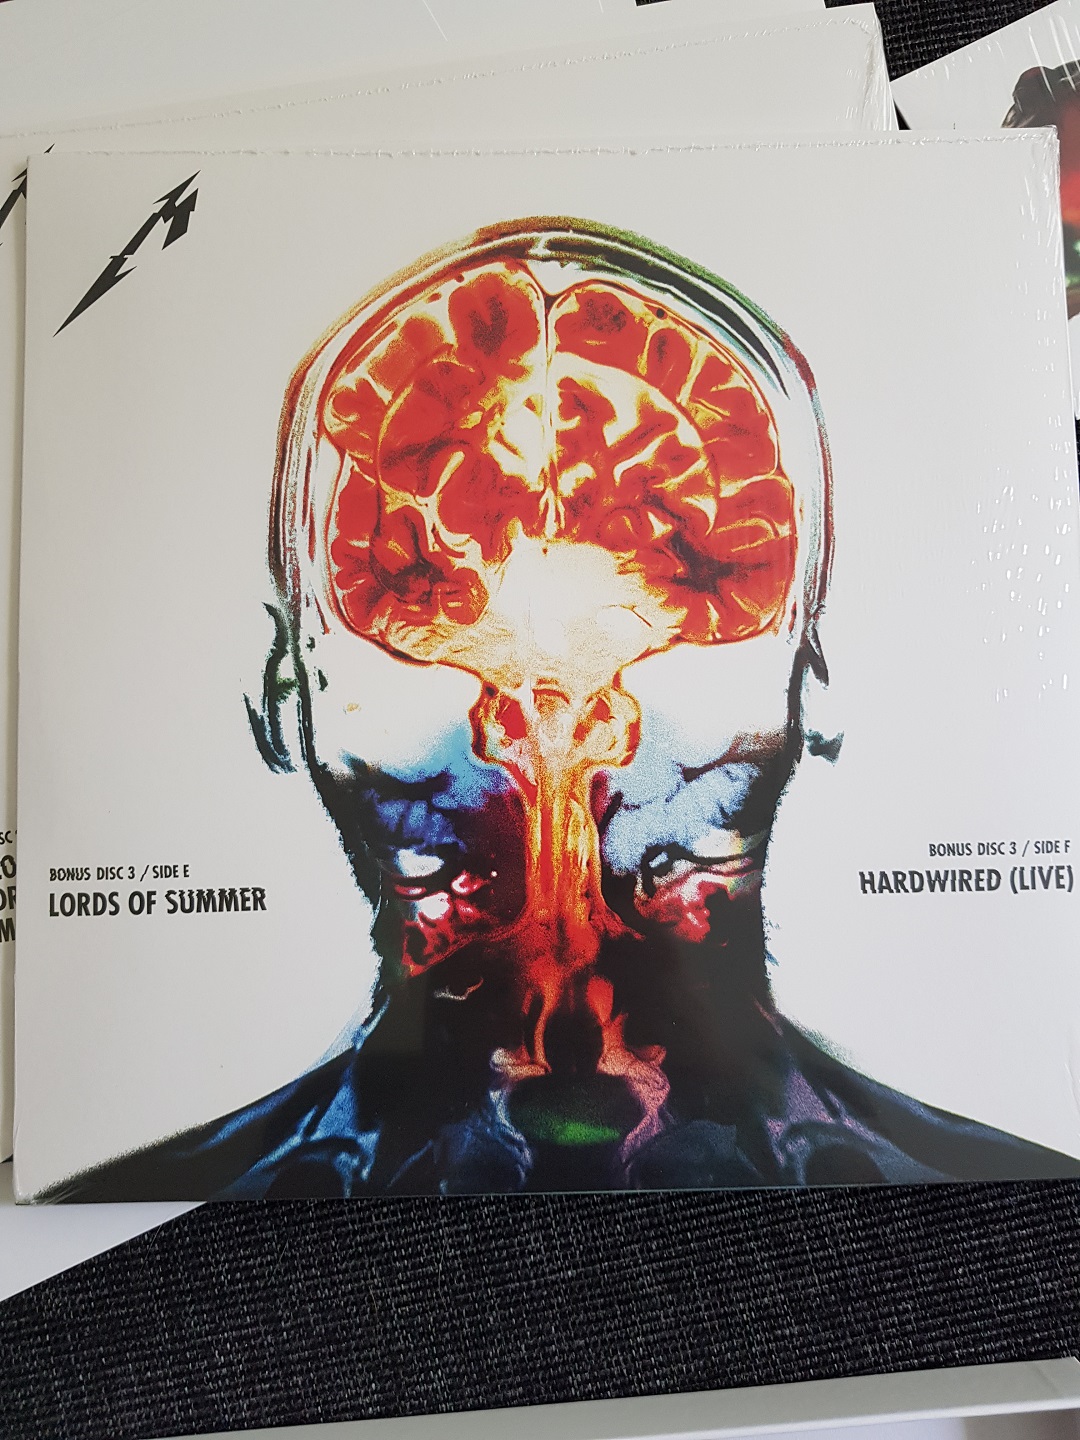 BONUS DISC 3 / SIDE E
LORDS OF SUMMER
BONUS DISC 3 / SIDE F
HARDWIRED (LIVE)